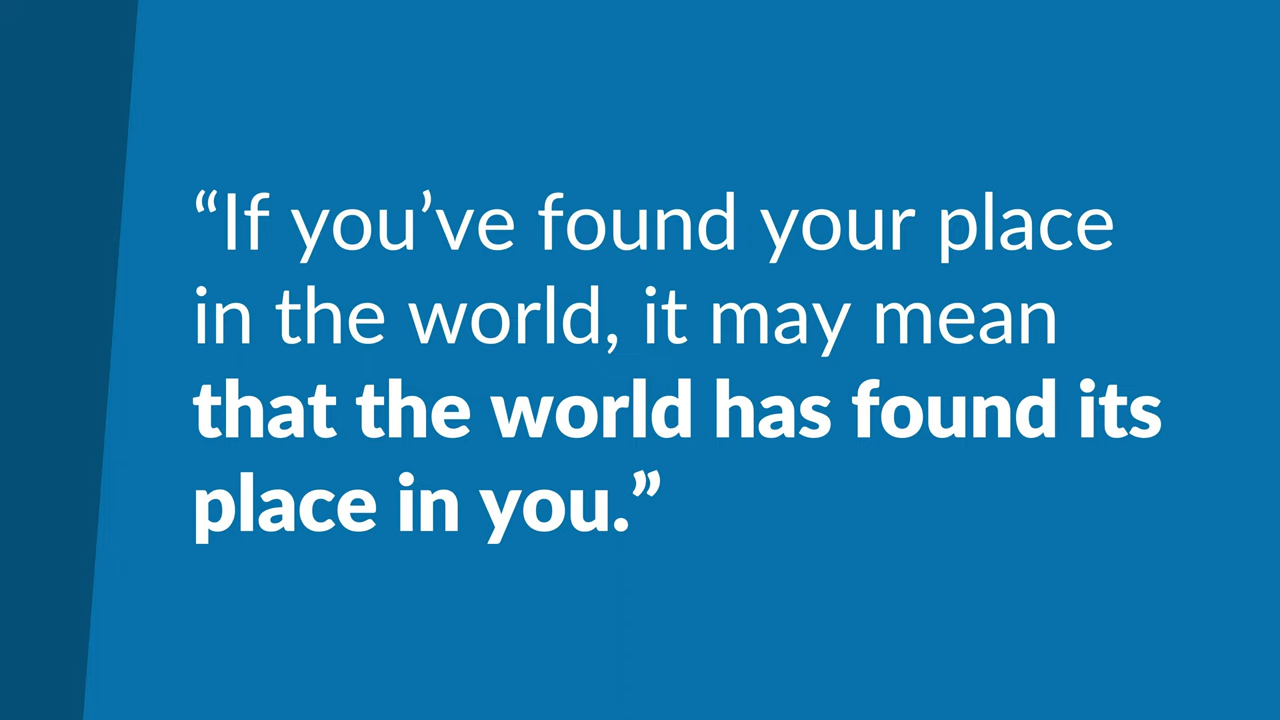 “If you’ve found your place
in the world, it may mean
that the world has found its
place in you.”